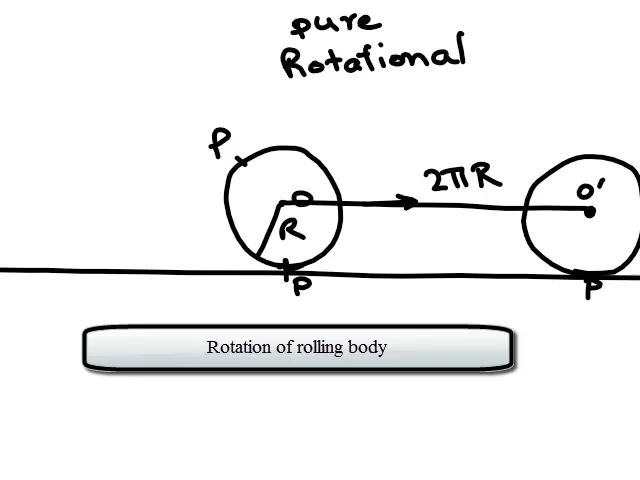 pure
Rotational
P
2πR
O
O'
R
P
P
Rotation of rolling body